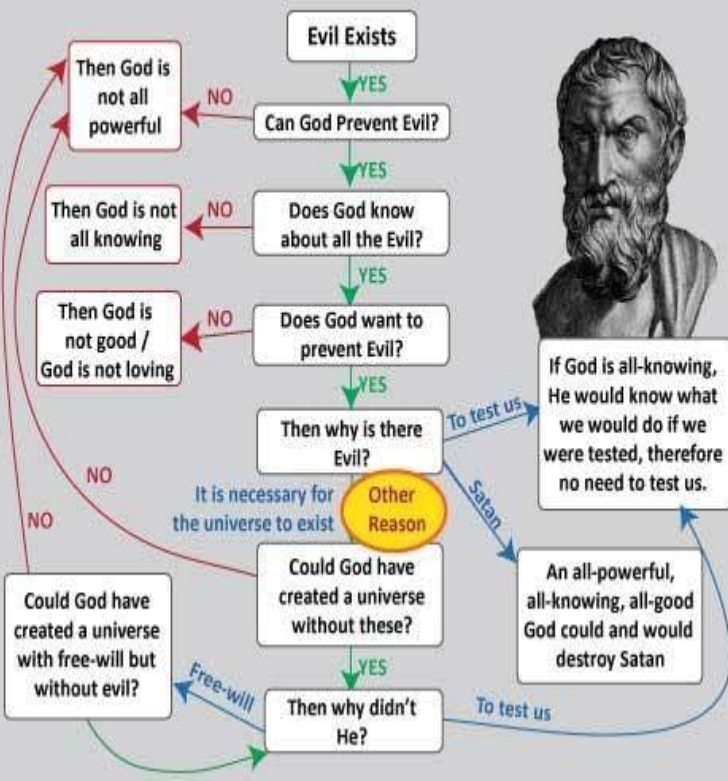 Evil Exists
YES
Then God is
not all
powerful
NO
Can God Prevent Evil?
YES
Then God is not
all knowing
NO
Does God know
about all the Evil?
YES
Then God is
not good /
God is not loving
NO
Does God want to
prevent Evil?
YES
If God is all-knowing,
He would know what
we would do if we
were tested, therefore
no need to test us.
Then why is there
Evil?
To test us
Satan
It is necessary for
the universe to exist
Other
Reason
NO
NO
Could God have
created a universe
without these?
An all-powerful,
all-knowing, all-good
God could and would
destroy Satan
Could God have
created a universe
with free-will but
without evil?
YES
Free-will
Then why didn't
He?
To test us